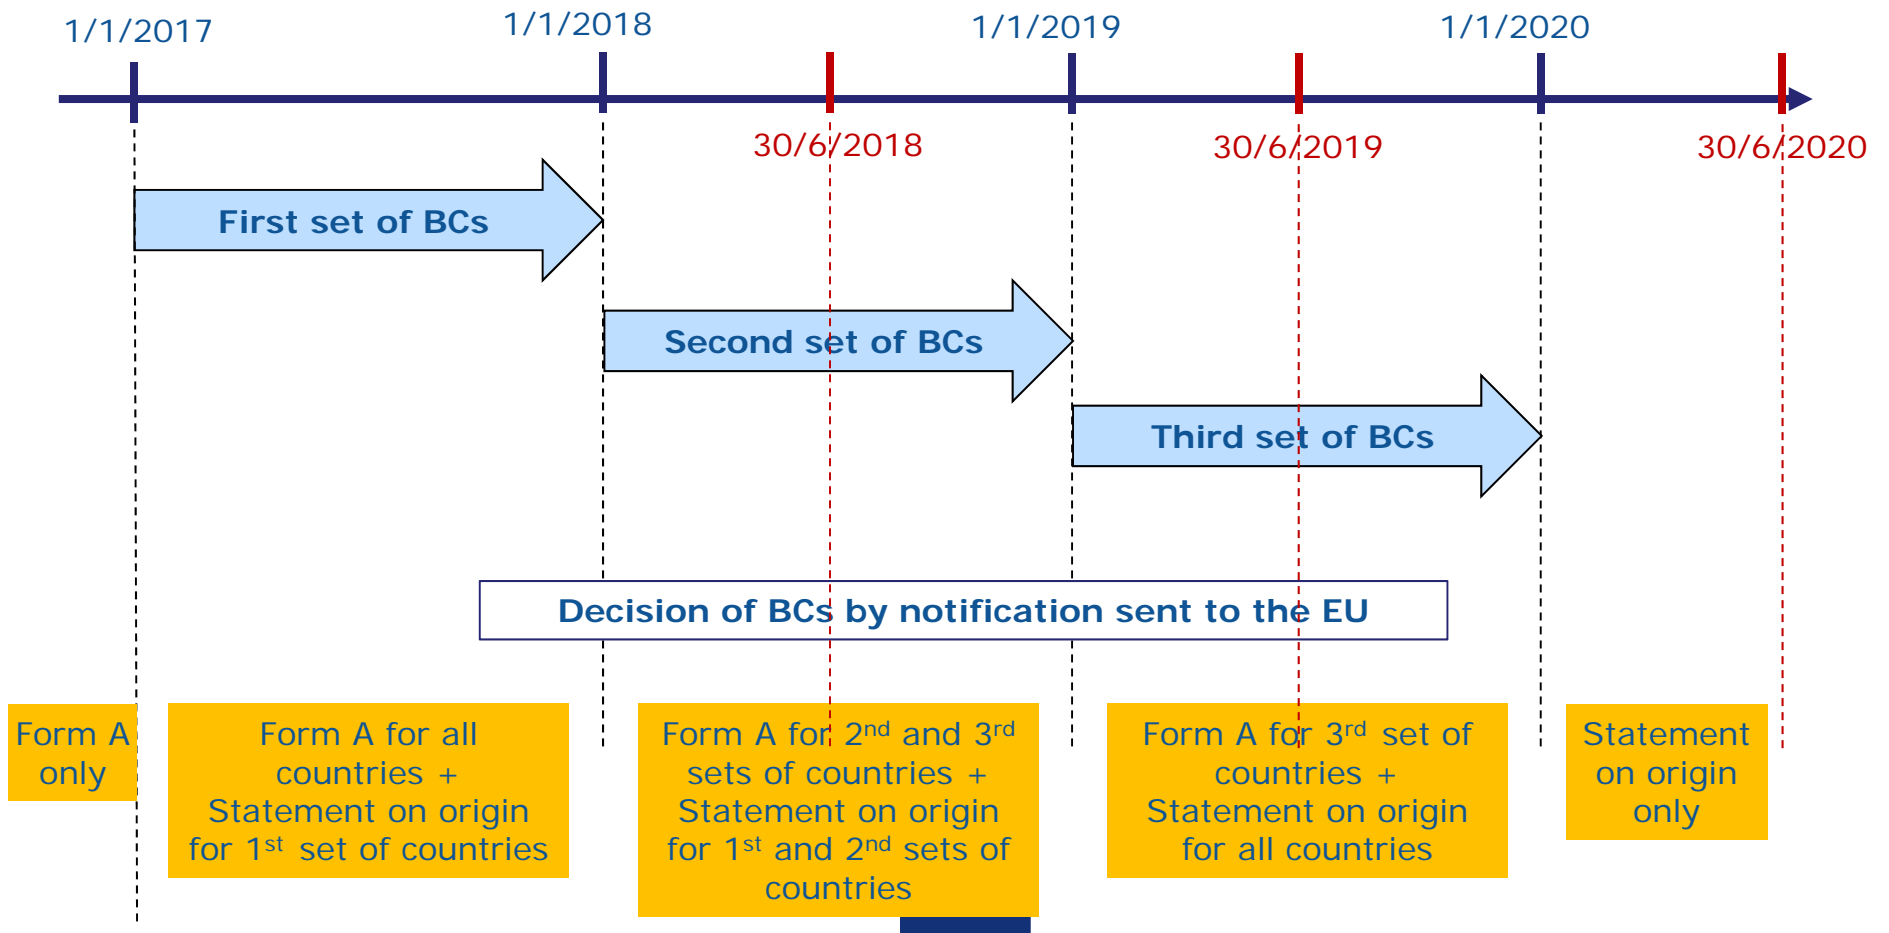 1/1/2017
1/1/2018
1/1/2019
1/1/2020
30/6/2018
30/6/2019
30/6/2020
First set of BCs
Second set of BCs
Third set of BCs
Decision of BCs by notification sent to the EU
Form A
only
Form A for all
countries +
Statement on origin
for 1st set of countries
Form A for 2nd and 3rd
sets of countries +
Statement on origin
for 1st and 2nd sets of
countries
Form A for 3rd set of
countries +
Statement on origin
for all countries
Statement
on origin
only